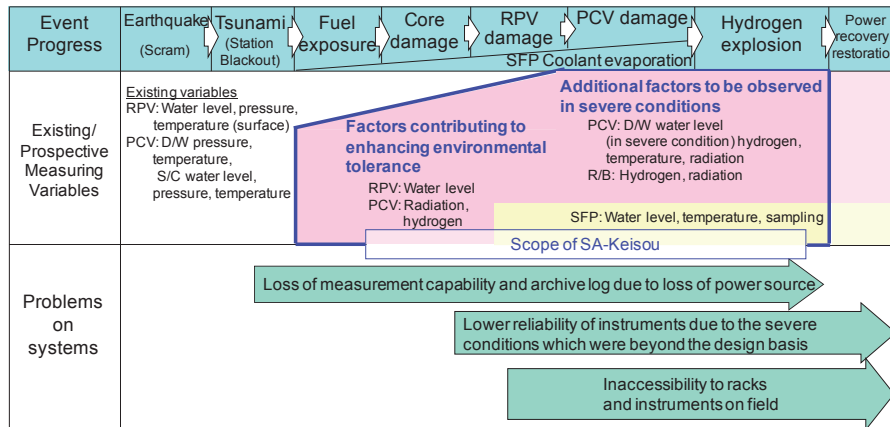 Event
Progress
Earthquake
(Scram)
Tsunami
(Station
Blackout)
Fuel
exposure
Core
damage
RPV
damage
PCV damage
SFP Coolant evaporation
Hydrogen
explosion
Power
recovery
restoration
Existing/
Prospective
Measuring
Variables
Existing variables
RPV: Water level, pressure,
temperature (surface)
PCV: D/W pressure,
temperature,
S/C water level,
pressure, temperature
Factors contributing to
enhancing environmental
tolerance
RPV: Water level
PCV: Radiation,
hydrogen
Additional factors to be observed
in severe conditions
PCV: D/W water level
(in severe condition) hydrogen,
temperature, radiation
R/B: Hydrogen, radiation
SFP: Water level, temperature, sampling
Scope of SA-Keisou
Problems
on
systems
Loss of measurement capability and archive log due to loss of power source
Lower reliability of instruments due to the severe
conditions which were beyond the design basis
Inaccessibility to racks
and instruments on field